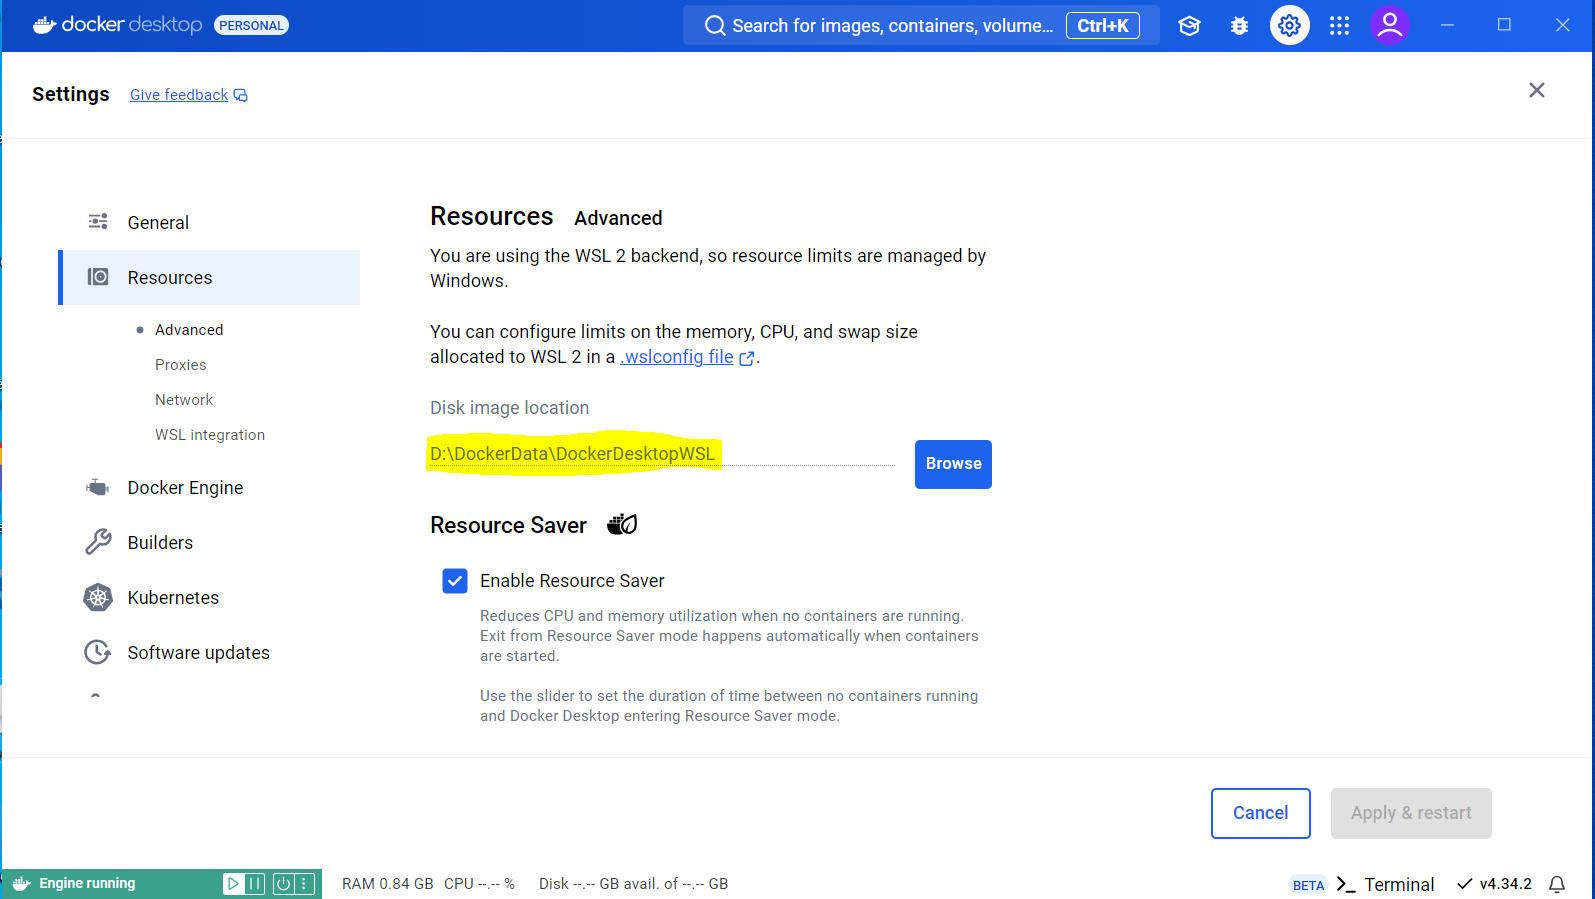 docker desktop PERSONAL
Search for images, containers, volume... Ctrl+K
Settings Give feedback
General
Resources
Advanced
Proxies
Network
WSL integration
Docker Engine
Builders
Kubernetes
Software updates
Resources Advanced
You are using the WSL 2 backend, so resource limits are managed by
Windows.
You can configure limits on the memory, CPU, and swap size
allocated to WSL 2 in a .wslconfig file.
Disk image location
D:\DockerData\DockerDesktopWSL
Browse
Resource Saver
Enable Resource Saver
Reduces CPU and memory utilization when no containers are running.
Exit from Resource Saver mode happens automatically when containers
are started.
Use the slider to set the duration of time between no containers running
and Docker Desktop entering Resource Saver mode.
Cancel
Apply & restart
Engine running
RAM 0.84 GB CPU --.-- % Disk --.-- GB avail. of --.-- GB
BETA Terminal v4.34.2